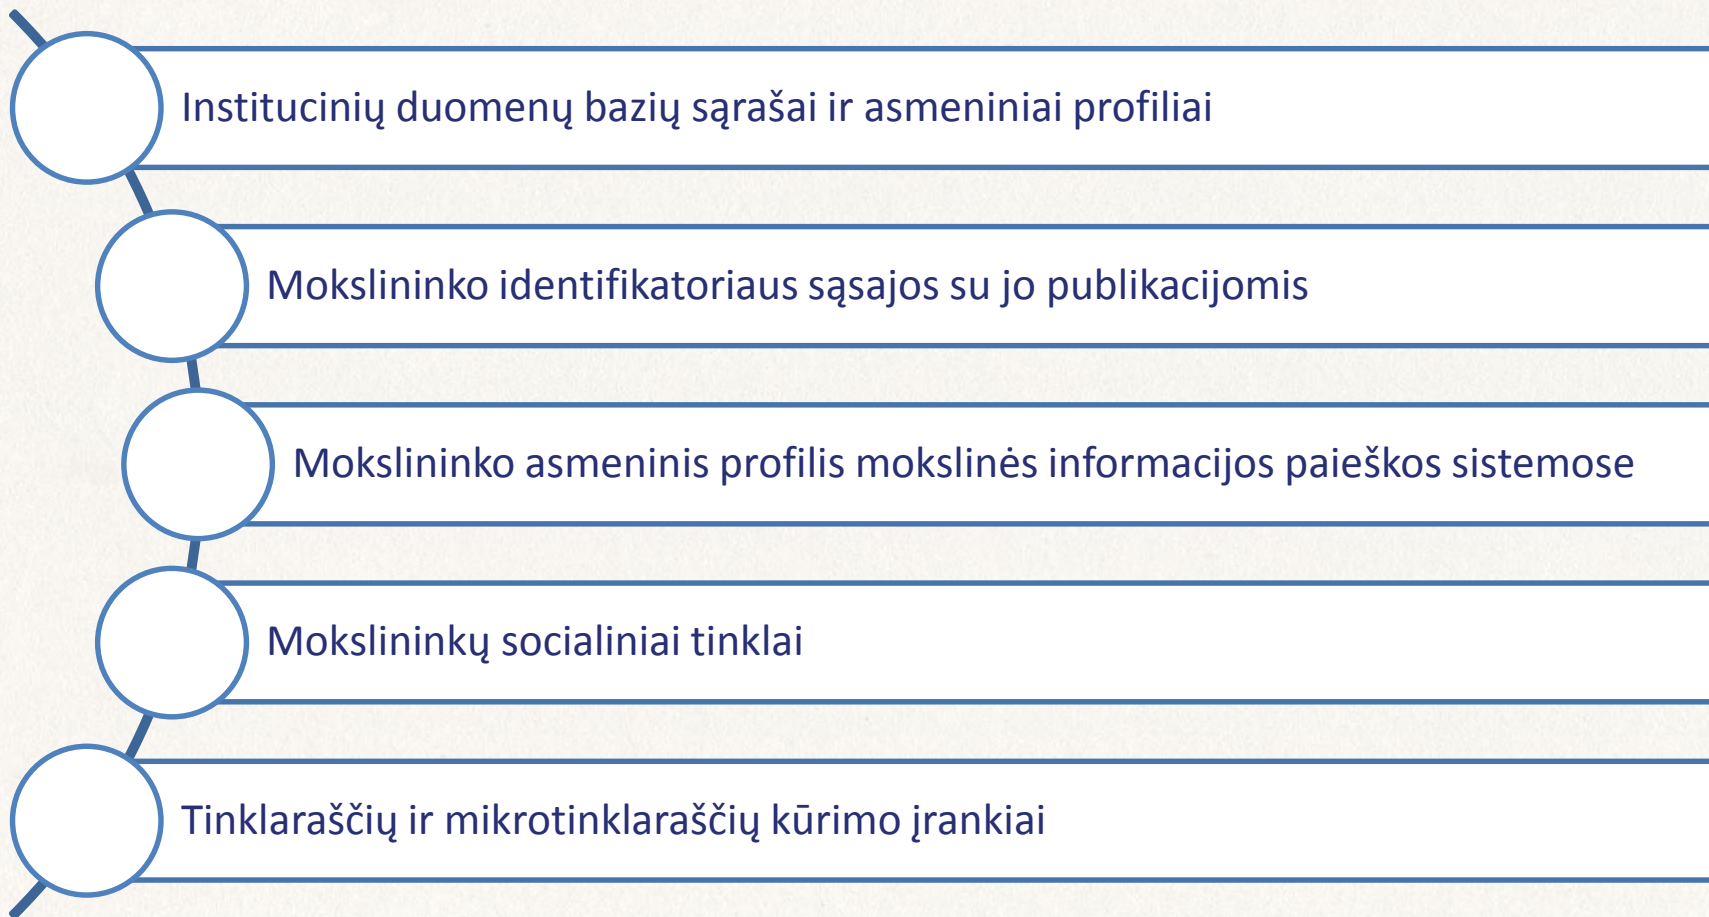 Institucinių duomenų bazių sąrašai ir asmeniniai profiliai
Mokslininko identifikatoriaus sąsajos su jo publikacijomis
Mokslininko asmeninis profilis mokslinės informacijos paieškos sistemose
Mokslininkų socialiniai tinklai
Tinklaraščių ir mikrotinklaraščių kūrimo įrankiai